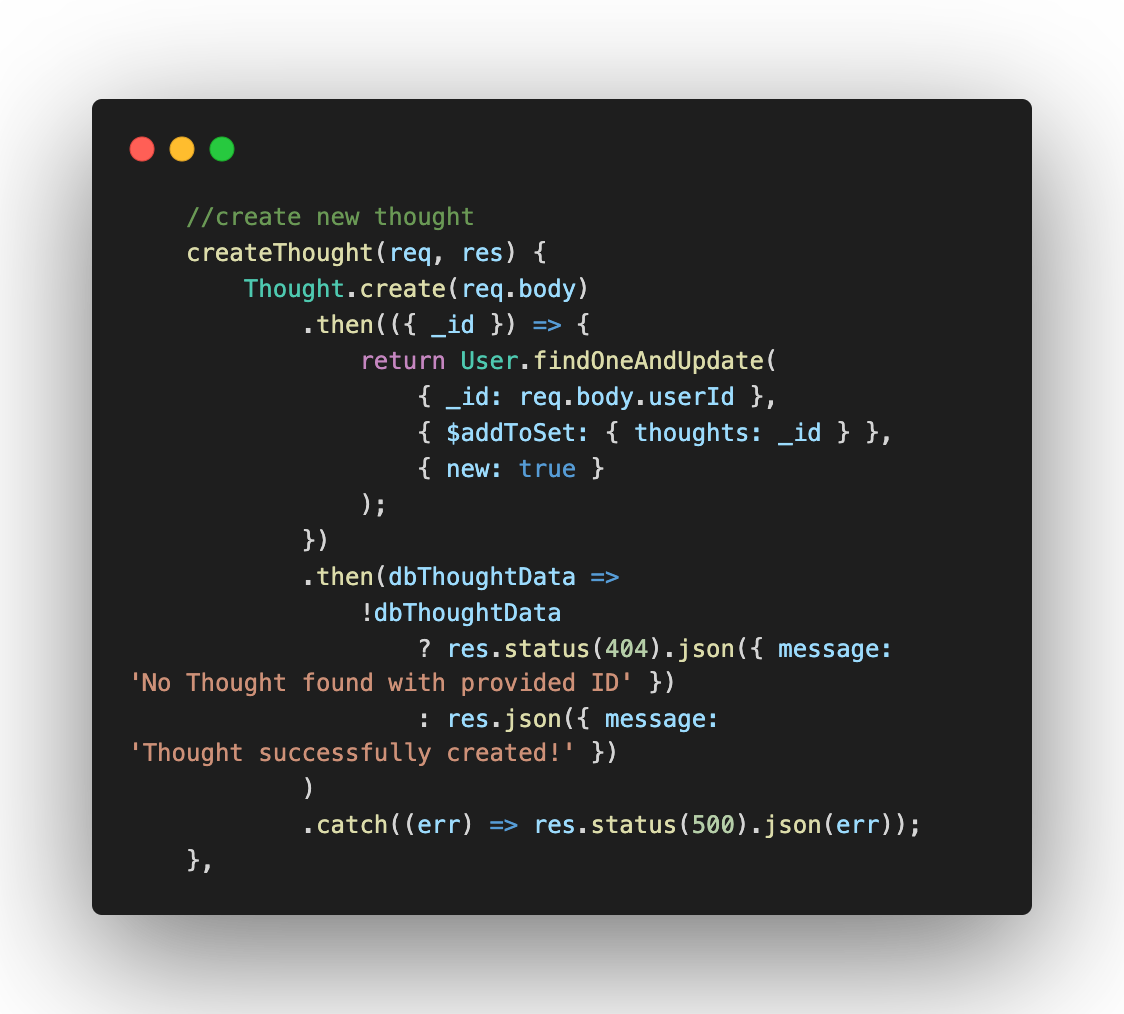 //create new thought
createThought(req, res) {
Thought.create(req.body)
.then(({ _id }) => {
return User.findOneAndUpdate(
{ _id: req.body.userId },
{ $addToSet: { thoughts: _id } },
{ new: true }
);
})
.then(dbThoughtData =>
!dbThoughtData
? res.status(404).json({ message:
'No Thought found with provided ID' })
: res.json({ message:
'Thought successfully created!' })
)
.catch((err) => res.status(500).json(err));
},